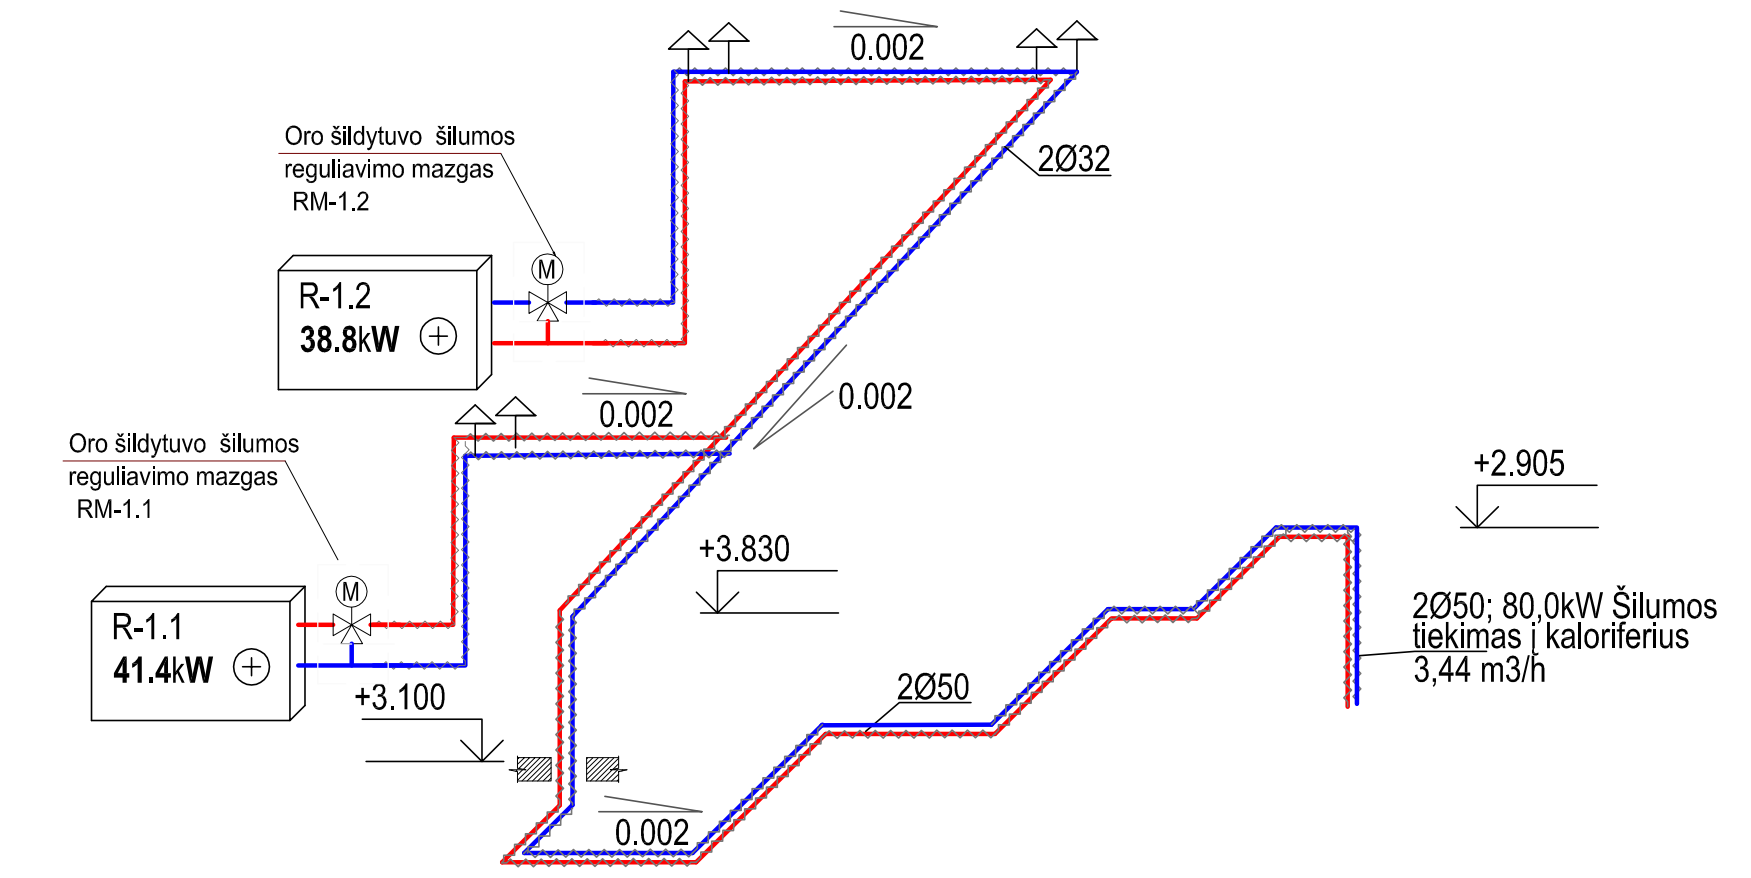 0.002
Oro šildytuvo šilumos
reguliavimo mazgas
RM-1.2
2Ø32
M
R-1.2
38.8kW
0.002
0.002
Oro šildytuvo šilumos
reguliavimo mazgas
RM-1.1
+2.905
+3.830
M
R-1.1
41.4kW
2Ø50; 80,0kW Šilumos
tiekimas į kaloriferius
3,44 m3/h
+3.100
2Ø50
0.002